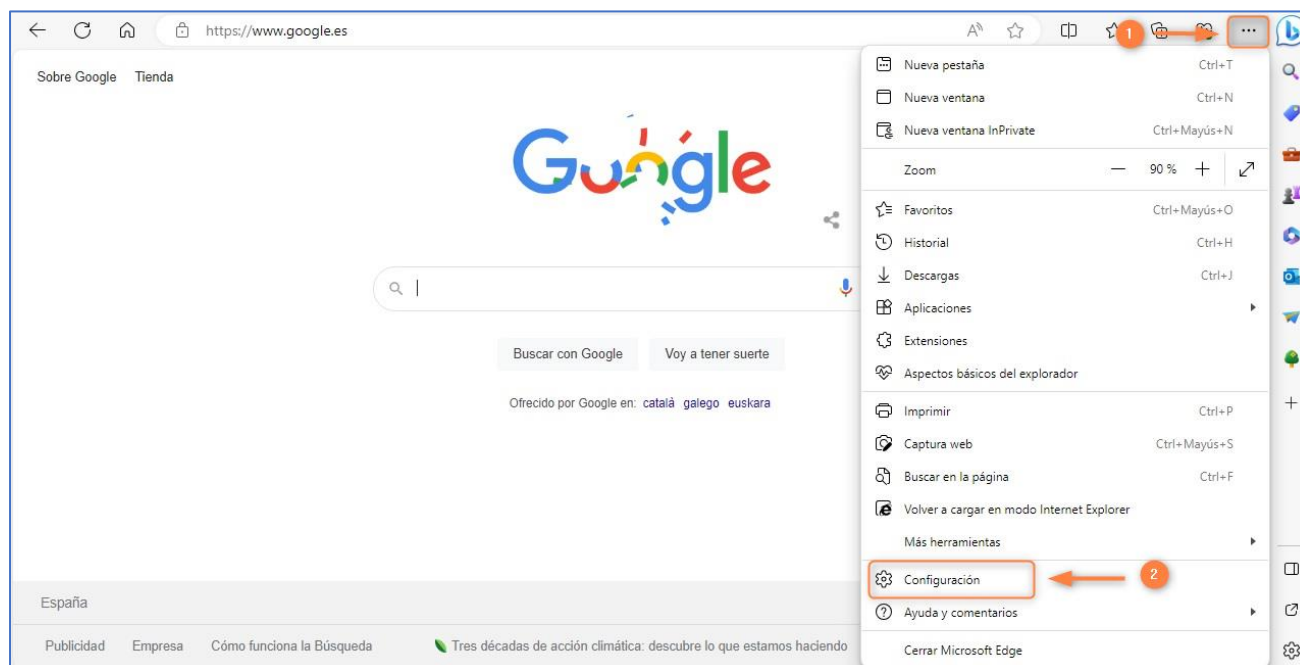 https://www.google.es
1
Sobre Google Tienda
Google
Buscar con Google Voy a tener suerte
Ofrecido por Google en: català galego euskara
España
Publicidad Empresa Cómo funciona la Búsqueda Tres décadas de acción climática: descubre lo que estamos haciendo
Nueva pestaña Ctrl+T
Nueva ventana Ctrl+N
Nueva ventana InPrivate Ctrl+Mayús+N
Zoom — 90 % +
Favoritos Ctrl+Mayús+O
Historial Ctrl+H
Descargas Ctrl+J
Aplicaciones
Extensiones
Aspectos básicos del explorador
Imprimir Ctrl+P
Captura web Ctrl+Mayús+S
Buscar en la página Ctrl+F
Volver a cargar en modo Internet Explorer
Más herramientas
Configuración 2
Ayuda y comentarios
Cerrar Microsoft Edge